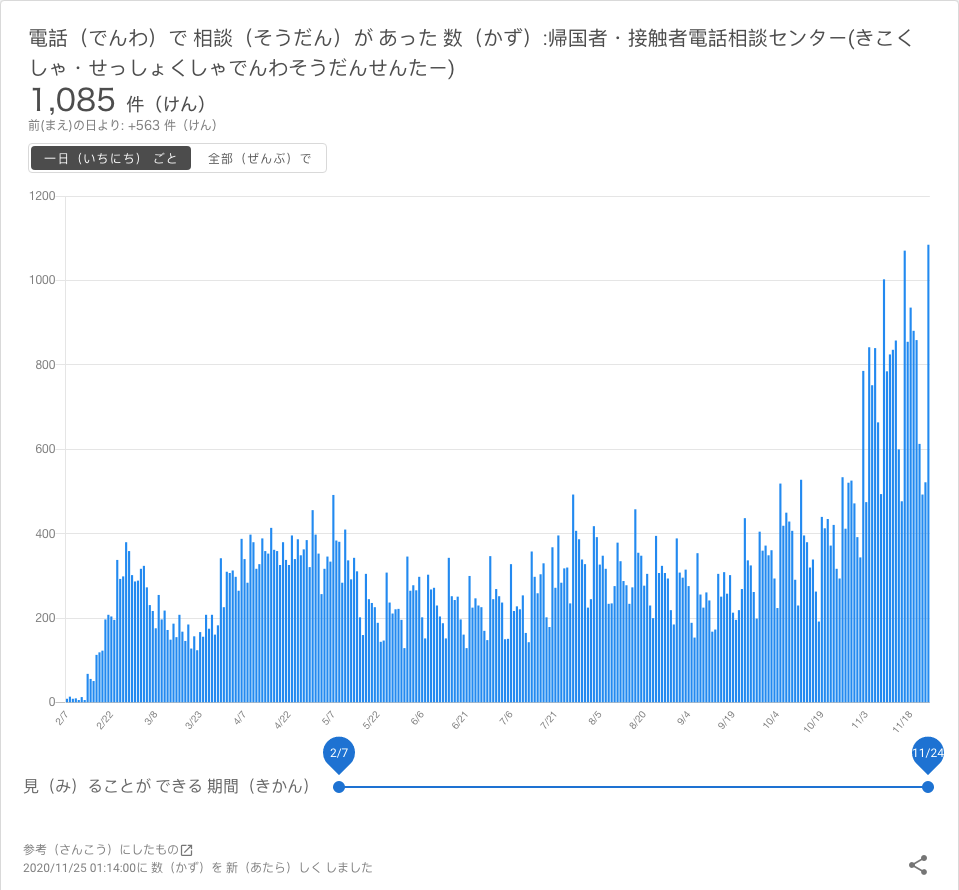 電話（でんわ）で 相談（そうだん）が あった 数（かず）:帰国者・接触者電話相談センター(きこく
しゃ・せっしょくしゃでんわそうだんせんたー)
1,085 件（けん）
前(まえ)の日より: +563 件（けん）
一日（いちにち） ごと 全部（ぜんぶ）で
1200
1000
800
600
400
200
0
2/7 2/22 3/8 3/23 4/7 4/22 5/7 5/22 6/6 6/21 7/6 7/21 8/5 8/20 9/4 9/19 10/4 10/19 11/3 11/18
2/7 11/24
見（み）ることが できる 期間（きかん）
参考（さんこう）にしたもの
2020/11/25 01:14:00に 数（かず）を 新（あたら）しく しました